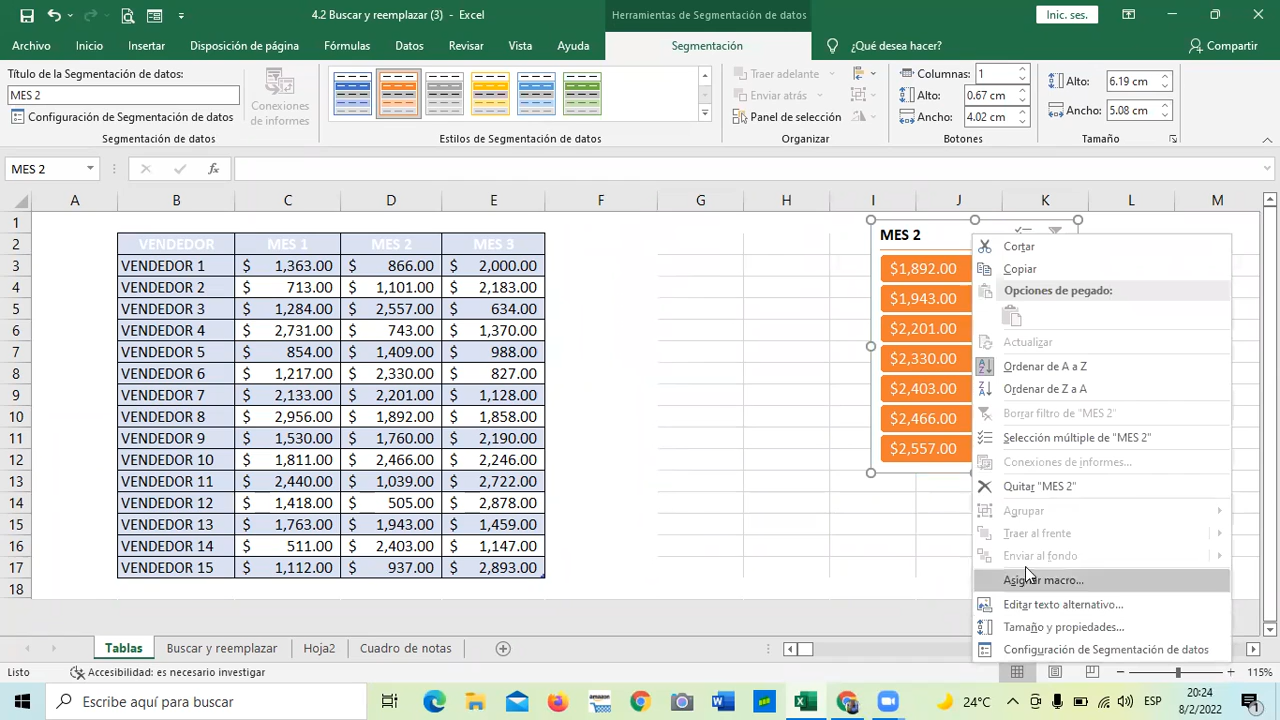 4.2 Buscar y reemplazar (3) - Excel
Herramientas de Segmentación de datos
Inic. ses.
Archivo Inicio Insertar Disposición de página Fórmulas Datos Revisar Vista Ayuda Segmentación ¿Qué desea hacer? Compartir
Título de la Segmentación de datos:
MES 2
Configuración de Segmentación de datos
Segmentación de datos
Conexiones de informes
Estilos de Segmentación de datos
Traer adelante
Enviar atrás
Panel de selección
Organizar
Columnas: 1
Alto: 0.67 cm
Ancho: 4.02 cm
Botones
Alto: 6.19 cm
Ancho: 5.08 cm
Tamaño
MES 2 fx
A B C D E F G H I J K L M
1
2 VENDEDOR MES 1 MES 2 MES 3
3 VENDEDOR 1 $ 1,363.00 $ 866.00 $ 2,000.00
4 VENDEDOR 2 $ 713.00 $ 1,101.00 $ 2,183.00
5 VENDEDOR 3 $ 1,264.00 $ 2,557.00 $ 634.00
6 VENDEDOR 4 $ 2,731.00 $ 743.00 $ 1,370.00
7 VENDEDOR 5 $ 854.00 $ 1,409.00 $ 988.00
8 VENDEDOR 6 $ 1,217.00 $ 2,330.00 $ 827.00
9 VENDEDOR 7 $ 2,133.00 $ 2,201.00 $ 1,128.00
10 VENDEDOR 8 $ 2,956.00 $ 1,892.00 $ 1,858.00
11 VENDEDOR 9 $ 1,530.00 $ 1,760.00 $ 2,190.00
12 VENDEDOR 10 $ 1,811.00 $ 2,466.00 $ 2,246.00
13 VENDEDOR 11 $ 2,440.00 $ 1,039.00 $ 2,722.00
14 VENDEDOR 12 $ 1,418.00 $ 505.00 $ 2,878.00
15 VENDEDOR 13 $ 1,763.00 $ 1,943.00 $ 1,459.00
16 VENDEDOR 14 $ 511.00 $ 2,403.00 $ 1,147.00
17 VENDEDOR 15 $ 1,112.00 $ 937.00 $ 2,893.00
18
MES 2
$1,892.00
$1,943.00
$2,201.00
$2,330.00
$2,403.00
$2,466.00
$2,557.00
Cortar
Copiar
Opciones de pegado:
Actualizar
Ordenar de A a Z
Ordenar de Z a A
Borrar filtro de "MES 2"
Selección múltiple de "MES 2"
Conexiones de informes...
Quitar "MES 2"
Agrupar
Traer al frente
Enviar al fondo
Asignar macro...
Editar texto alternativo...
Tamaño y propiedades...
Configuración de Segmentación de datos
Tablas Buscar y reemplazar Hoja2 Cuadro de notas
Listo Accesibilidad: es necesario investigar 115%
Escribe aquí para buscar
24°C ESP
20:24
8/2/2022